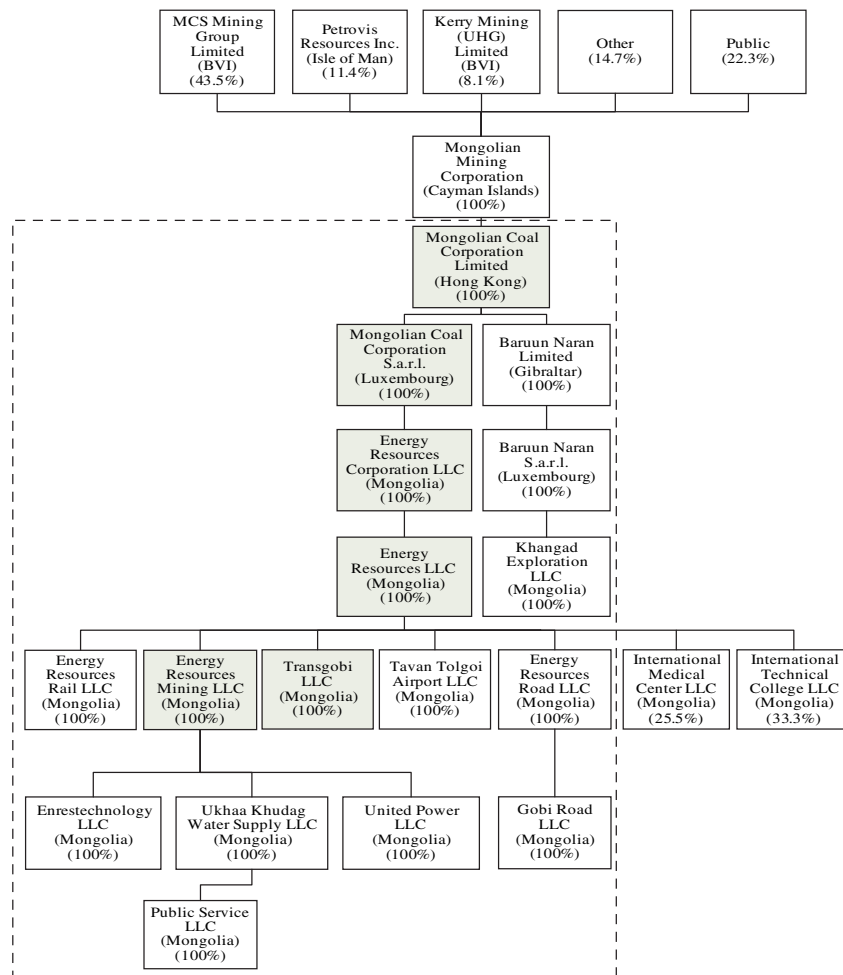 MCS Mining
Group
Limited
(BVI)
(43.5%)
Petrovis
Resources Inc.
(Isle of Man)
(11.4%)
Kerry Mining
(UHG)
Limited
(BVI)
(8.1%)
Other
(14.7%)
Public
(22.3%)
Mongolian
Mining
Corporation
(Cayman Islands)
(100%)
Mongolian Coal
Corporation
Limited
(Hong Kong)
(100%)
Mongolian Coal
Corporation
S.a.r.l.
(Luxembourg)
(100%)
Baruun Naran
Limited
(Gibraltar)
(100%)
Energy
Resources
Corporation LLC
(Mongolia)
(100%)
Baruun Naran
S.a.r.l.
(Luxembourg)
(100%)
Energy
Resources LLC
(Mongolia)
(100%)
Khangad
Exploration
LLC
(Mongolia)
(100%)
Energy
Resources
Rail LLC
(Mongolia)
(100%)
Energy
Resources
Mining LLC
(Mongolia)
(100%)
Transgobi
LLC
(Mongolia)
(100%)
Tavan Tolgoi
Airport LLC
(Mongolia)
(100%)
Energy
Resources
Road LLC
(Mongolia)
(100%)
International
Medical
Center LLC
(Mongolia)
(25.5%)
International
Technical
College LLC
(Mongolia)
(33.3%)
Enrestechnology
LLC
(Mongolia)
(100%)
Ukhaa Khudag
Water Supply LLC
(Mongolia)
(100%)
United Power
LLC
(Mongolia)
(100%)
Gobi Road
LLC
(Mongolia)
(100%)
Public Service
LLC
(Mongolia)
(100%)